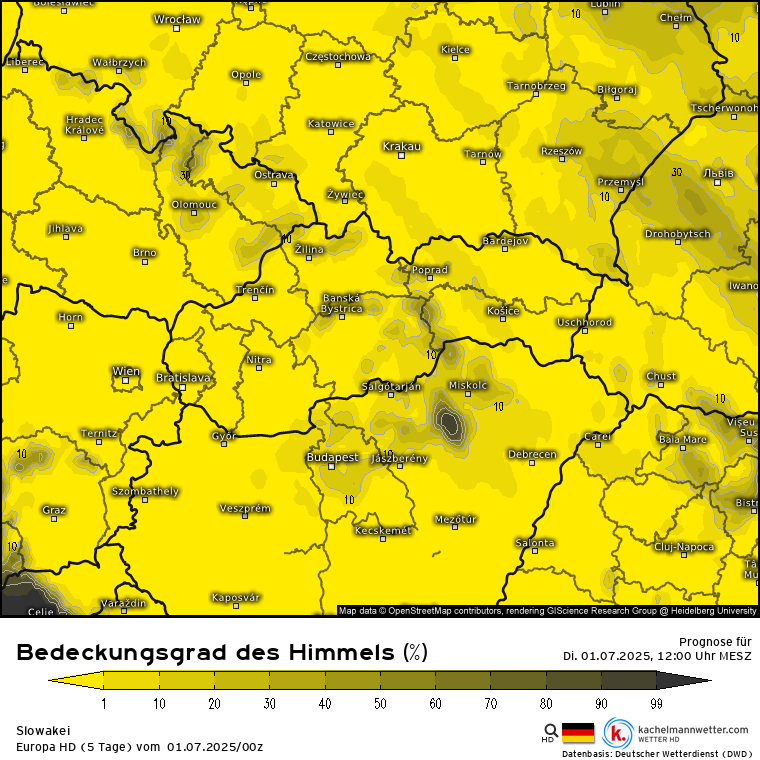 Bolesławiec
Wrocław
Lublin
Chełm
10
10
Kielce
Liberec
Wałbrzych
Częstochowa
Opole
Tarnobrzeg
Biłgoraj
Tscherwonoh
Hradec
Králové
10
Katowice
Krakau
Tarnów
Rzeszów
30
Ostrava
Przemyśl
30
Львів
Żywiec
10
Olomouc
Jihlava
Drohobytsch
10
Žilina
Bardejov
Brno
Poprad
Trenčín
Iwano
Banská
Bystrica
Horn
Košice
Uschhorod
10
Nitra
Wien
Bratislava
Salgótarján
Miskolc
Chust
10
10
Ternitz
Győr
Vișeu
Sus
Carei
Baia Mare
10
Budapest
Jászberény
10
Debrecen
Szombathely
10
Bistr
Graz
Veszprém
Mezőtúr
Kecskemét
10
Salonta
Cluj-Napoca
Tâ
Mu
Kaposvár
Varaždin
Celje
Map data © OpenStreetMap contributors, rendering GIScience Research Group @ Heidelberg University
Bedeckungsgrad des Himmels (%)
Prognose für
Di. 01.07.2025, 12:00 Uhr MESZ
1 10 20 30 40 50 60 70 80 90 99
Slowakei
Europa HD (5 Tage) vom 01.07.2025/00z
HD
k.
kachelmannwetter.com
WETTER HD
Datenbasis: Deutscher Wetterdienst (DWD)